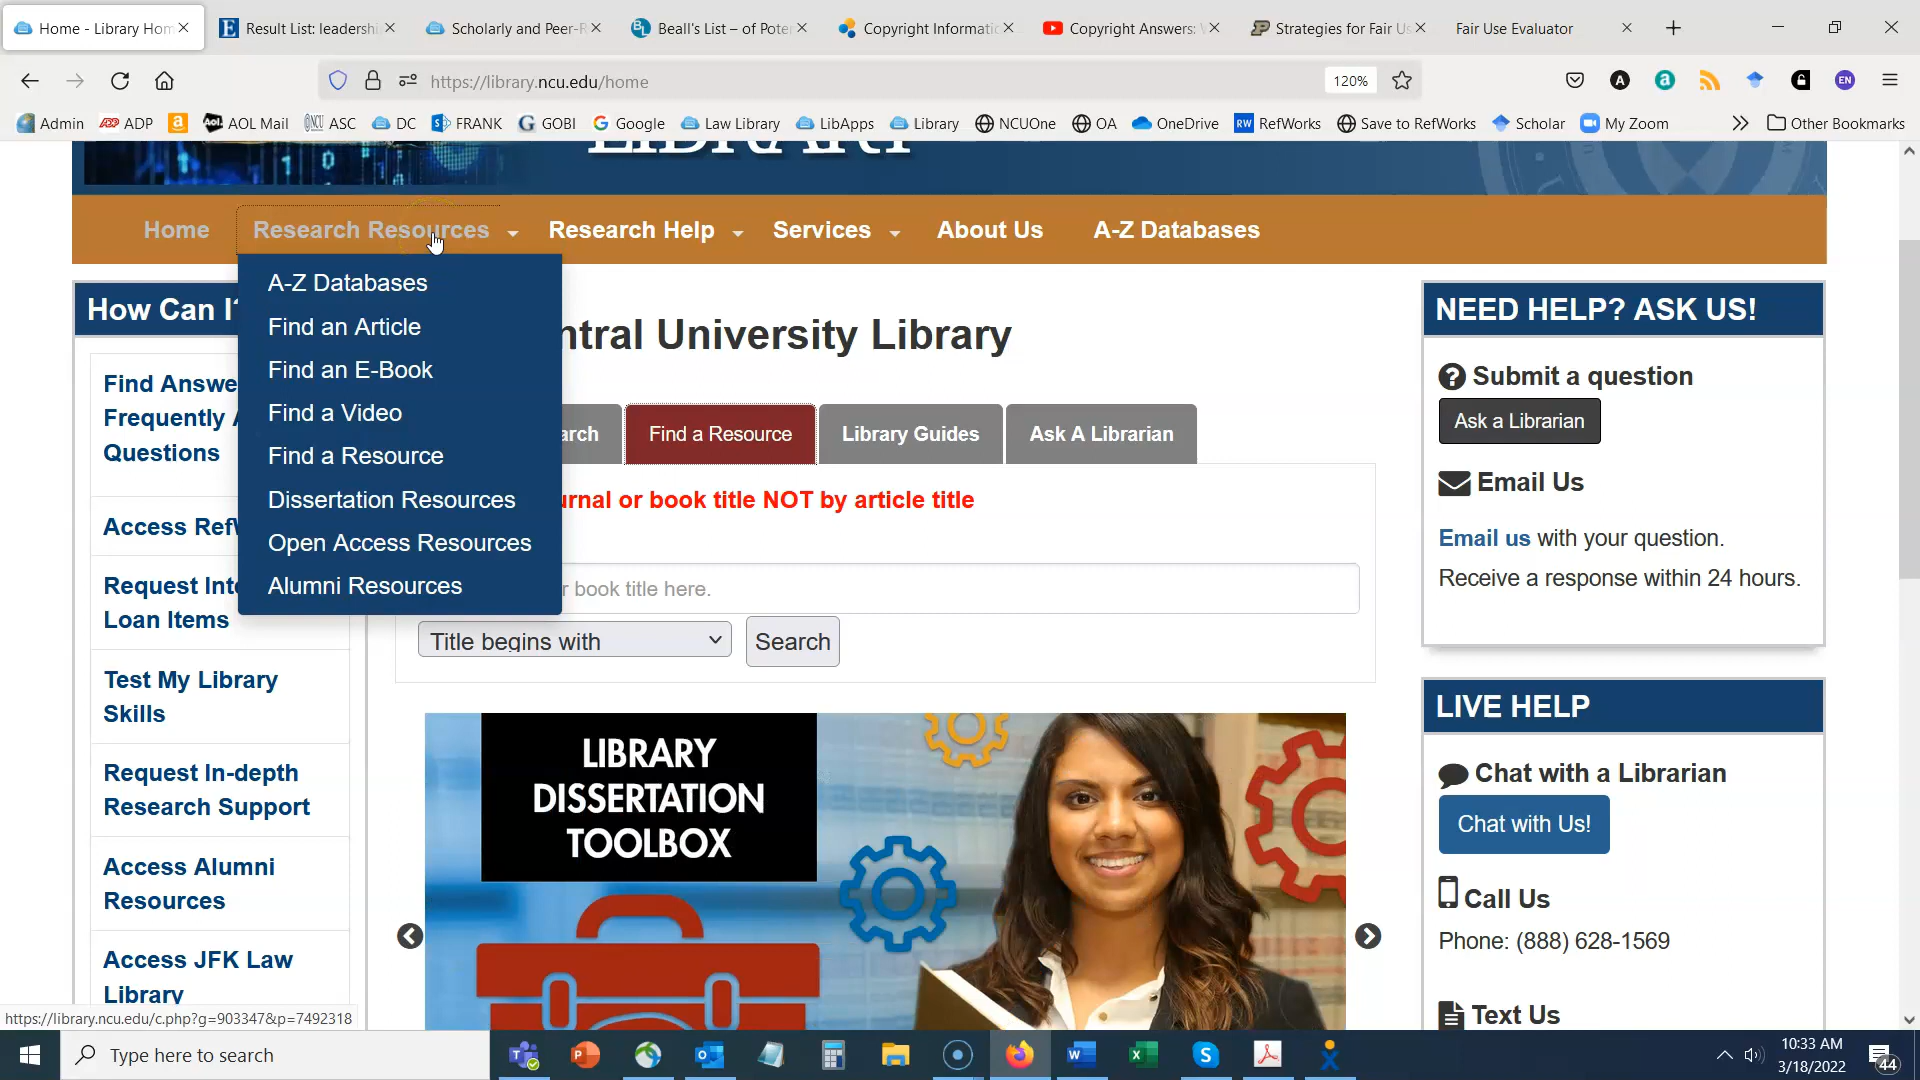 Home - Library Hom
Result List: leadershi
Scholarly and Peer-R
Beall's List – of Poter
Copyright Informatic
Copyright Answers: V
Strategies for Fair Us
Fair Use Evaluator
https://library.ncu.edu/home
120%
Admin
ADP
AOL Mail
ASC
DC
FRANK
GOBI
Google
Law Library
LibApps
Library
NCUOne
OA
OneDrive
RefWorks
Save to RefWorks
Scholar
My Zoom
Other Bookmarks
LIBRARY
Home
Research Resources
Research Help
Services
About Us
A-Z Databases
A-Z Databases
Find an Article
Find an E-Book
Find a Video
Find a Resource
Dissertation Resources
Open Access Resources
Alumni Resources
How Can I?
Find Answe
Frequently A
Questions
Access RefW
Request Inte
Loan Items
Test My Library
Skills
Request In-depth
Research Support
Access Alumni
Resources
Access JFK Law
Library
ntral University Library
arch
Find a Resource
Library Guides
Ask A Librarian
urnal or book title NOT by article title
r book title here.
Title begins with
Search
LIBRARY
DISSERTATION
TOOLBOX
NEED HELP? ASK US!
Submit a question
Ask a Librarian
Email Us
Email us with your question.
Receive a response within 24 hours.
LIVE HELP
Chat with a Librarian
Chat with Us!
Call Us
Phone: (888) 628-1569
Text Us
https://library.ncu.edu/c.php?g=903347&p=7492318
Type here to search
10:33 AM
3/18/2022
44